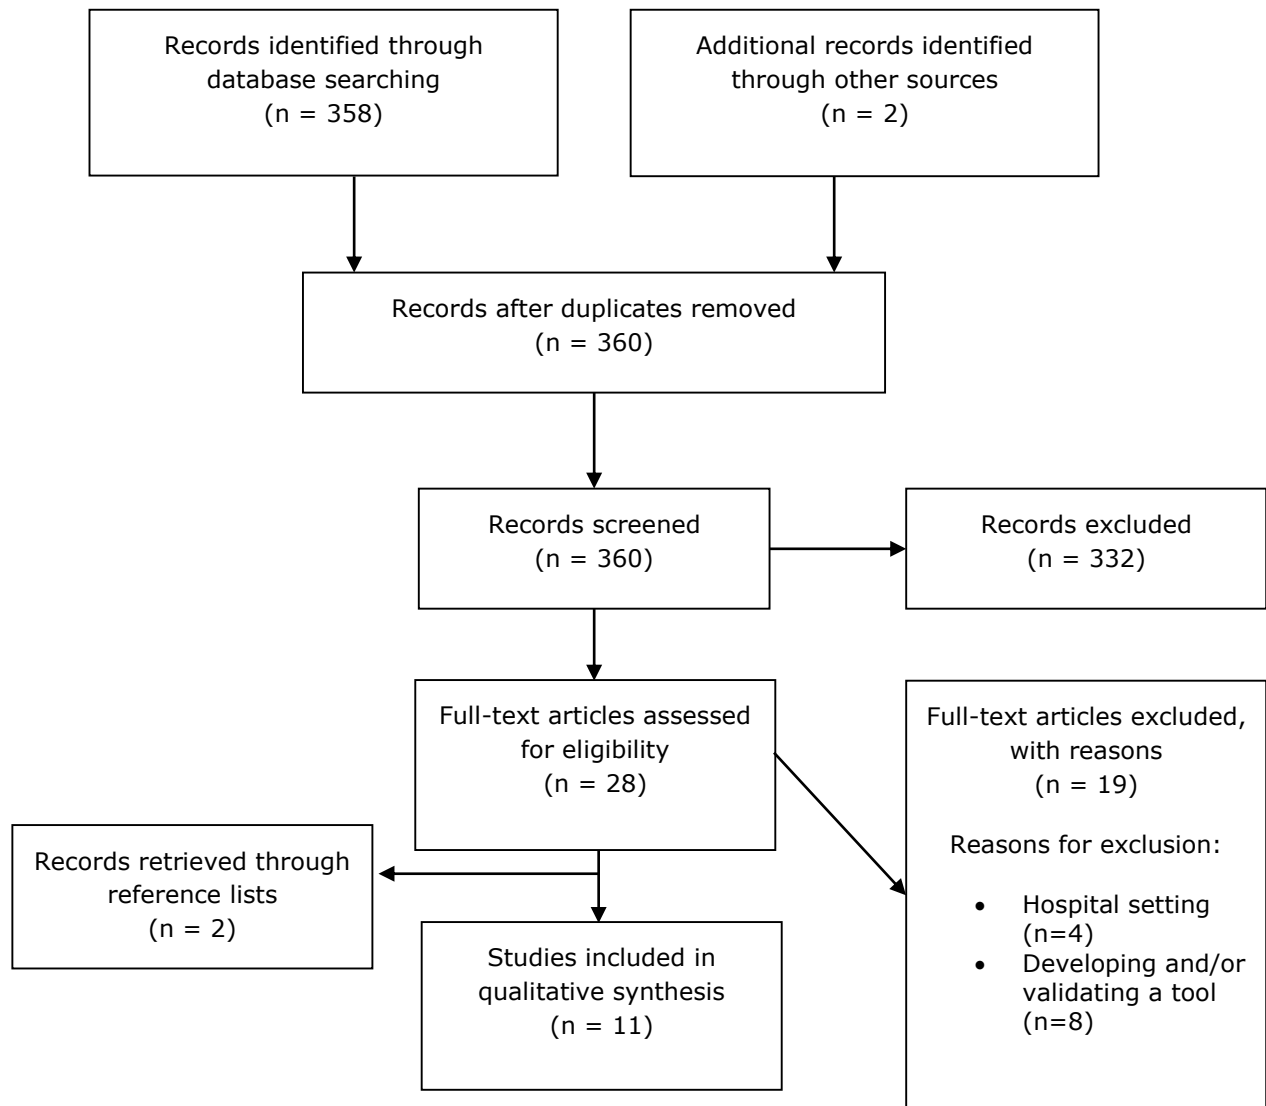 Records identified through
database searching
(n = 358)
Additional records identified
through other sources
(n = 2)
Records after duplicates removed
(n = 360)
Records screened
(n = 360)
Records excluded
(n = 332)
Full-text articles assessed
for eligibility
(n = 28)
Full-text articles excluded,
with reasons
(n = 19)
Reasons for exclusion:
• Hospital setting
(n=4)
• Developing and/or
validating a tool
(n=8)
Records retrieved through
reference lists
(n = 2)
Studies included in
qualitative synthesis
(n = 11)